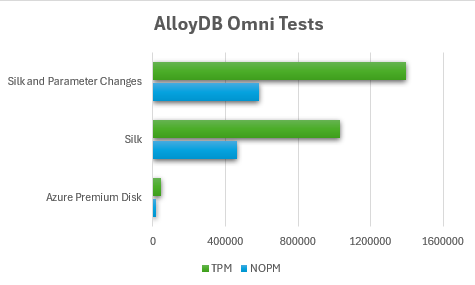 AlloyDB Omni Tests
Silk and Parameter Changes
Silk
Azure Premium Disk
0 400000 800000 1200000 1600000
TPM NOPM